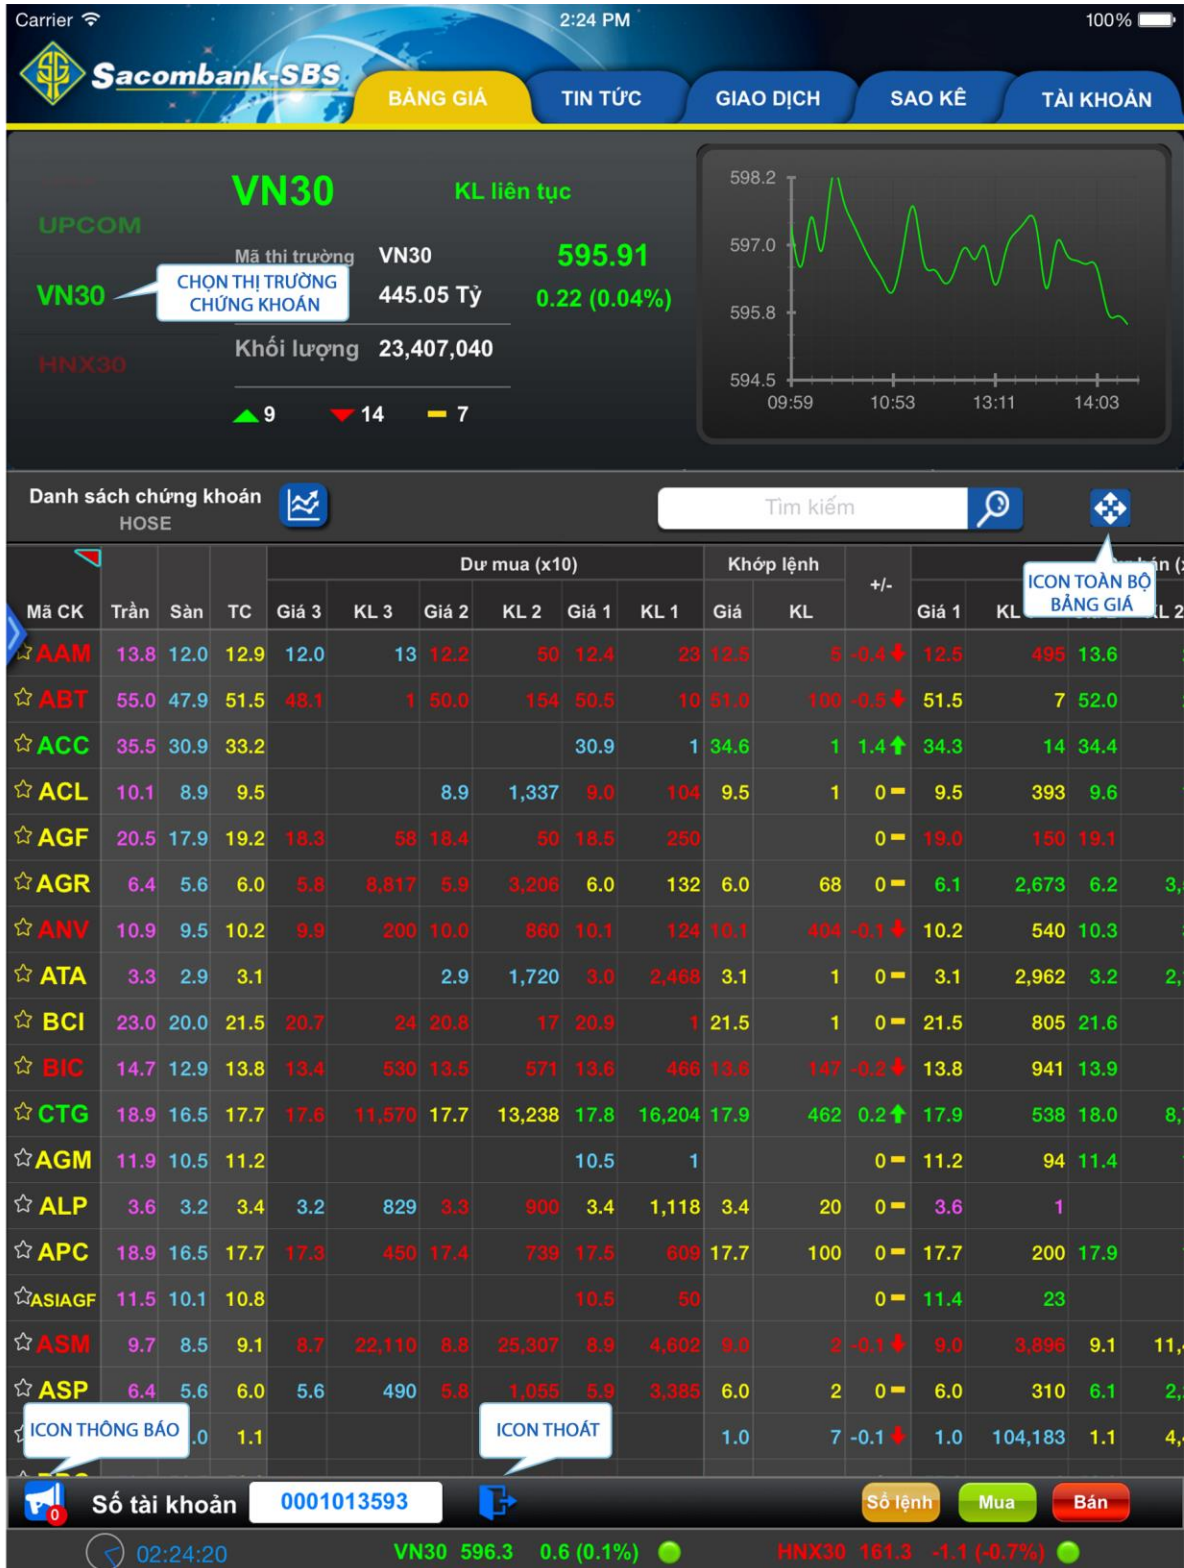 Carrier 2:24 PM 100%
Sacombank-SBS
BẢNG GIÁ TIN TỨC GIAO DỊCH SAO KÊ TÀI KHOẢN
UPCOM
VN30
HNX30
CHỌN THỊ TRƯỜNG
CHỨNG KHOÁN
VN30 KL liên tục
Mã thi trường VN30 595.91
445.05 Tỷ 0.22 (0.04%)
Khối lượng 23,407,040
9 14 7
598.2
597.0
595.8
594.5
09:59 10:53 13:11 14:03
Danh sách chứng khoán
HOSE
Tìm kiếm
ICON TOÀN BỘ
BẢNG GIÁ
Dư mua (x10) Khớp lệnh +/-
Mã CK Trần Sàn TC Giá 3 KL 3 Giá 2 KL 2 Giá 1 KL 1 Giá KL Giá 1
AAM 13.8 12.0 12.9 12.0 13 12.2 50 12.4 23 12.5 5 -0.4 12.5 495 13.6
ABT 55.0 47.9 51.5 48.1 1 50.0 154 50.5 10 51.0 100 -0.5 51.5 7 52.0
ACC 35.5 30.9 33.2 30.9 1 34.6 1 1.4 34.3 14 34.4
ACL 10.1 8.9 9.5 8.9 1,337 9.0 104 9.5 1 0 9.5 393 9.6
AGF 20.5 17.9 19.2 18.3 58 18.4 50 18.5 250 0 19.0 150 19.1
AGR 6.4 5.6 6.0 5.8 8,817 5.9 3,206 6.0 132 6.0 68 0 6.1 2,673 6.2
ANV 10.9 9.5 10.2 9.9 200 10.0 860 10.1 124 10.1 404 -0.1 10.2 540 10.3
ATA 3.3 2.9 3.1 2.9 1,720 3.0 2,468 3.1 1 0 3.1 2,962 3.2
BCI 23.0 20.0 21.5 20.7 24 20.8 17 20.9 1 21.5 1 0 21.5 805 21.6
BIC 14.7 12.9 13.8 13.4 530 13.5 571 13.6 466 13.6 147 -0.2 13.8 941 13.9
CTG 18.9 16.5 17.7 17.6 11,570 17.7 13,238 17.8 16,204 17.9 462 0.2 17.9 538 18.0
AGM 11.9 10.5 11.2 10.5 1 0 11.2 94 11.4
ALP 3.6 3.2 3.4 3.2 829 3.3 900 3.4 1,118 3.4 20 0 3.6 1
APC 18.9 16.5 17.7 17.3 450 17.4 739 17.5 609 17.7 100 0 17.7 200 17.9
ASIAGF 11.5 10.1 10.8 10.5 50 0 11.4 23
ASM 9.7 8.5 9.1 8.7 22,110 8.8 25,307 8.9 4,602 9.0 2 -0.1 9.0 3,896 9.1
ASP 6.4 5.6 6.0 5.6 490 5.8 1,055 5.9 3,385 6.0 2 0 6.0 310 6.1
ICON THÔNG BÁO .0 1.1 ICON THOÁT 1.0 7 -0.1 1.0 104,183 1.1
0 Số tài khoản 0001013593 Sổ lệnh Mua Bán
02:24:20 VN30 596.3 0.6 (0.1%) HNX30 161.3 -1.1 (-0.7%)